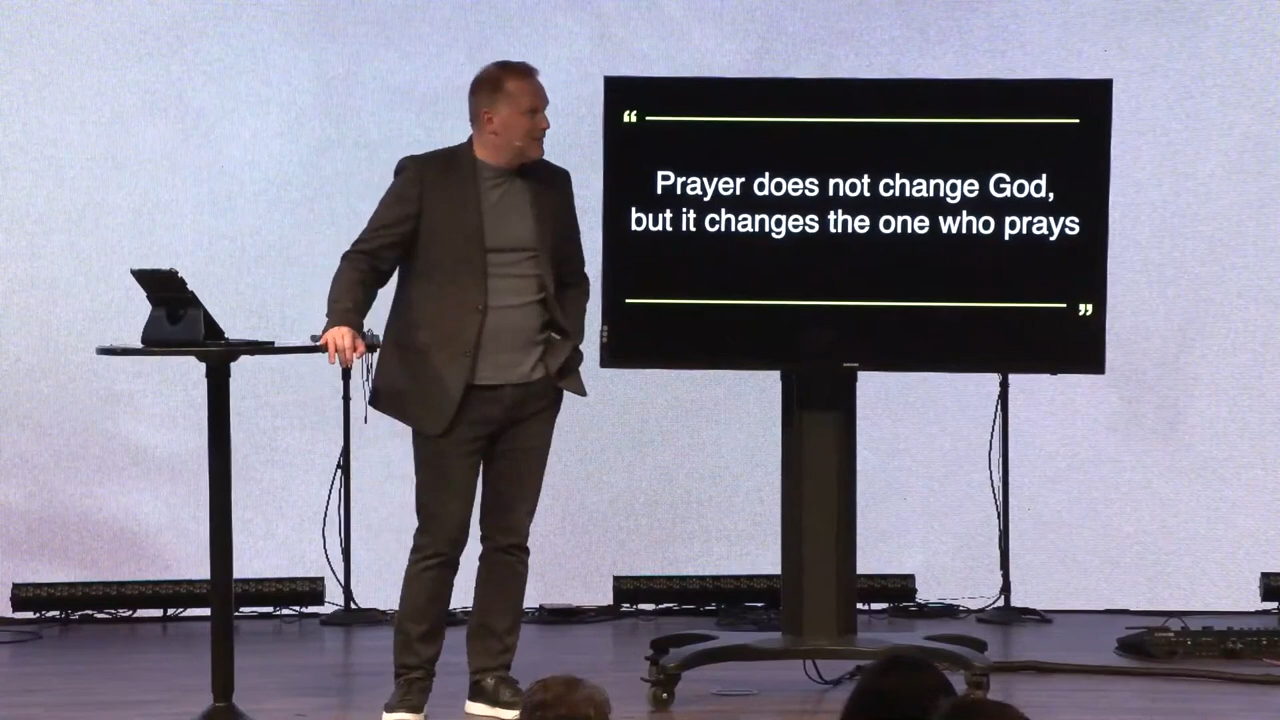 “
Prayer does not change God,
but it changes the one who prays
”